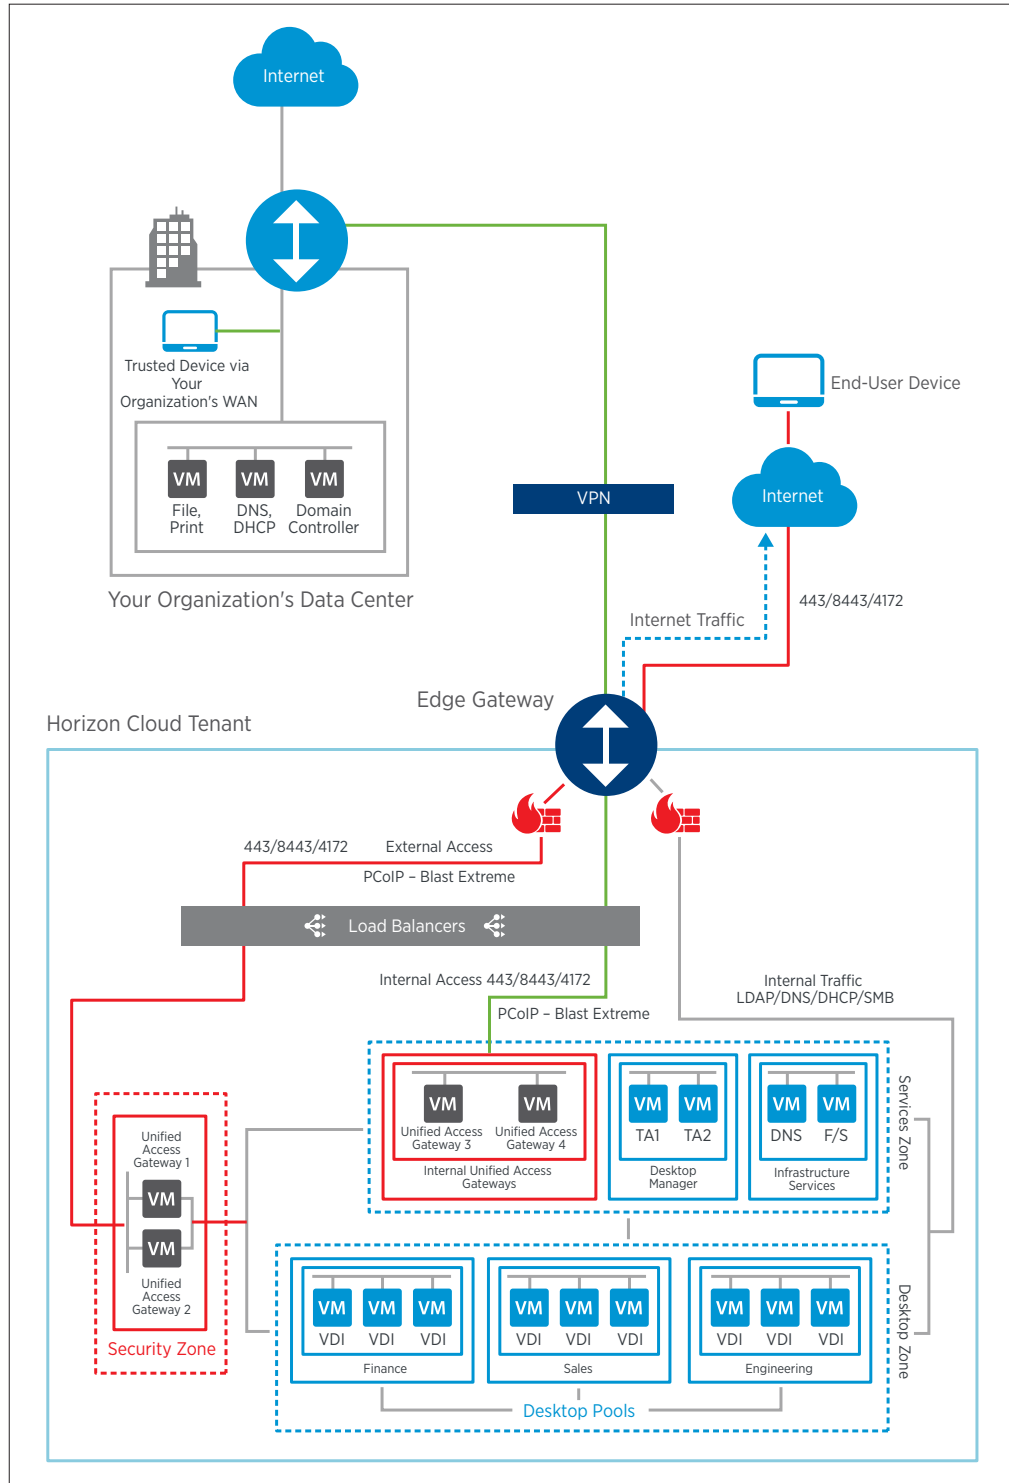 Internet
Trusted Device via
Your
Organization's WAN
VM
VM
VM
File,
Print
DNS,
DHCP
Domain
Controller
Your Organization's Data Center
End-User Device
Internet
VPN
443/8443/4172
Internet Traffic
Edge Gateway
Horizon Cloud Tenant
443/8443/4172
External Access
PCoIP – Blast Extreme
Load Balancers
Internal Access 443/8443/4172
PCoIP – Blast Extreme
Internal Traffic
LDAP/DNS/DHCP/SMB
VM
VM
Unified Access
Gateway 3
Unified Access
Gateway 4
Internal Unified Access
Gateways
VM
VM
TA1
TA2
Desktop
Manager
VM
VM
DNS
F/S
Infrastructure
Services
Services Zone
Unified
Access
Gateway 1
VM
VM
Unified
Access
Gateway 2
Security Zone
VM
VM
VM
VDI
VDI
VDI
Finance
VM
VM
VM
VDI
VDI
VDI
Sales
VM
VM
VM
VDI
VDI
VDI
Engineering
Desktop Zone
Desktop Pools